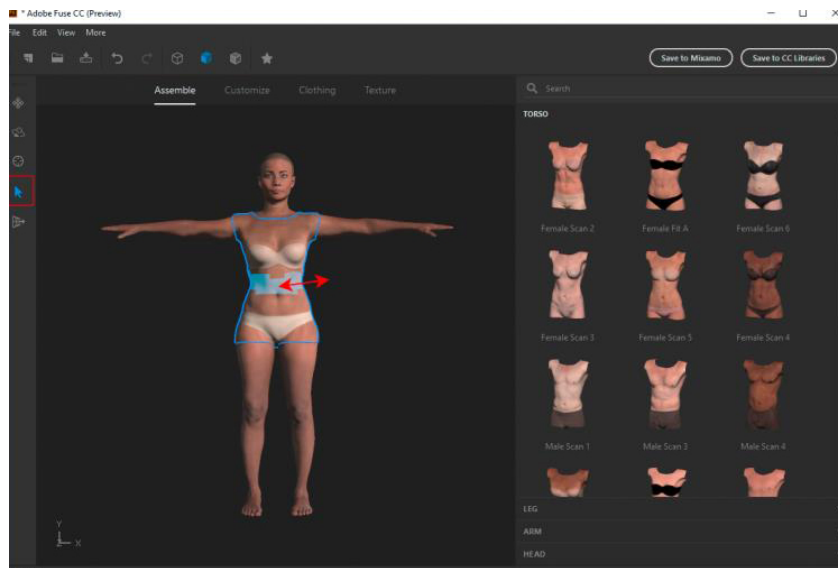 * Adobe Fuse CC (Preview)
File Edit View More
Save to Mixamo Save to CC Libraries
Assemble Customize Clothing Texture
Search
TORSO
Female Scan 2 Female Fit A Female Scan 6
Female Scan 3 Female Scan 5 Female Scan 4
Male Scan 1 Male Scan 3 Male Scan 4
LEG
ARM
HEAD
Y
Z X